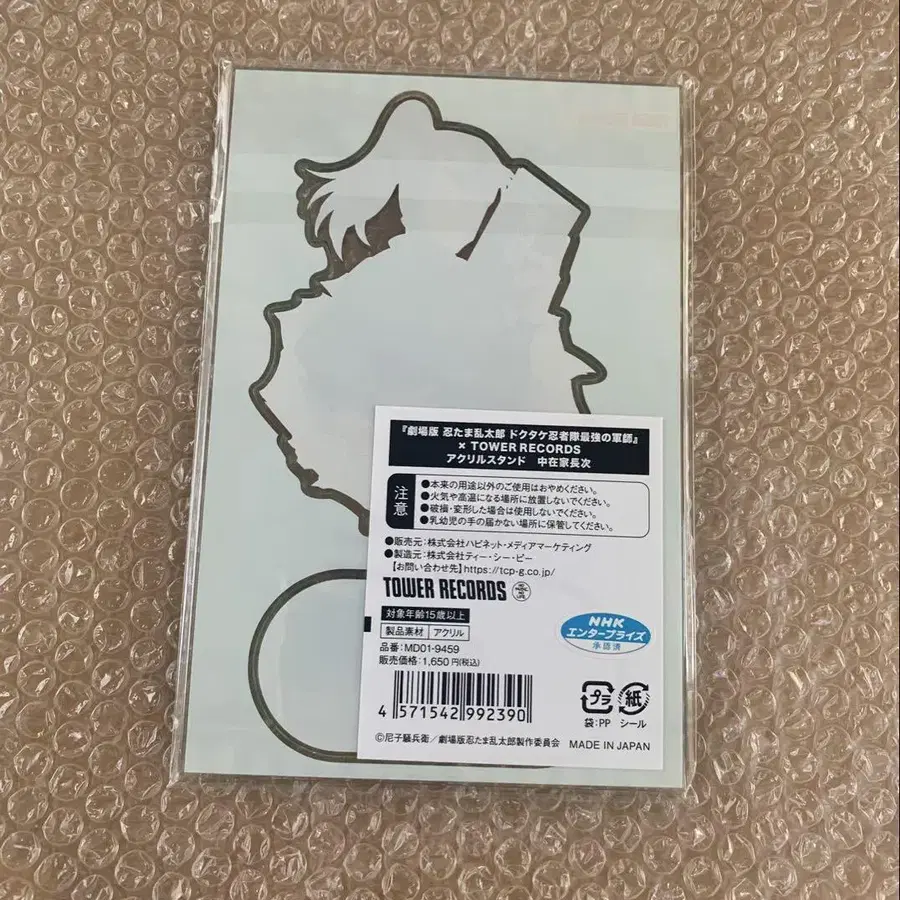 『劇場版 忍たま乱太郎 ドクタケ忍者隊最強の軍師』
× TOWER RECORDS
アクリルスタンド 中在家長次
注意
●本来の用途以外のご使用はおやめください。
●火気や高温になる場所に放置しないでください。
●破損・変形した場合は使用しないでください。
●乳幼児の手の届かない場所に保管してください。
●販売元:株式会社ハピネット・メディアマーケティング
●製造元:株式会社ティー・シー・ピー
【お問い合わせ先】https://tcp-g.co.jp/
TOWER RECORDS
対象年齢15歳以上
製品素材 アクリル
品番:MD01-9459
販売価格:1,650円(税込)
4 571542 992390
NHK
エンタープライズ
承認済
プラ 紙
袋:PP シール
©尼子騒兵衛/劇場版忍たま乱太郎製作委員会 MADE IN JAPAN